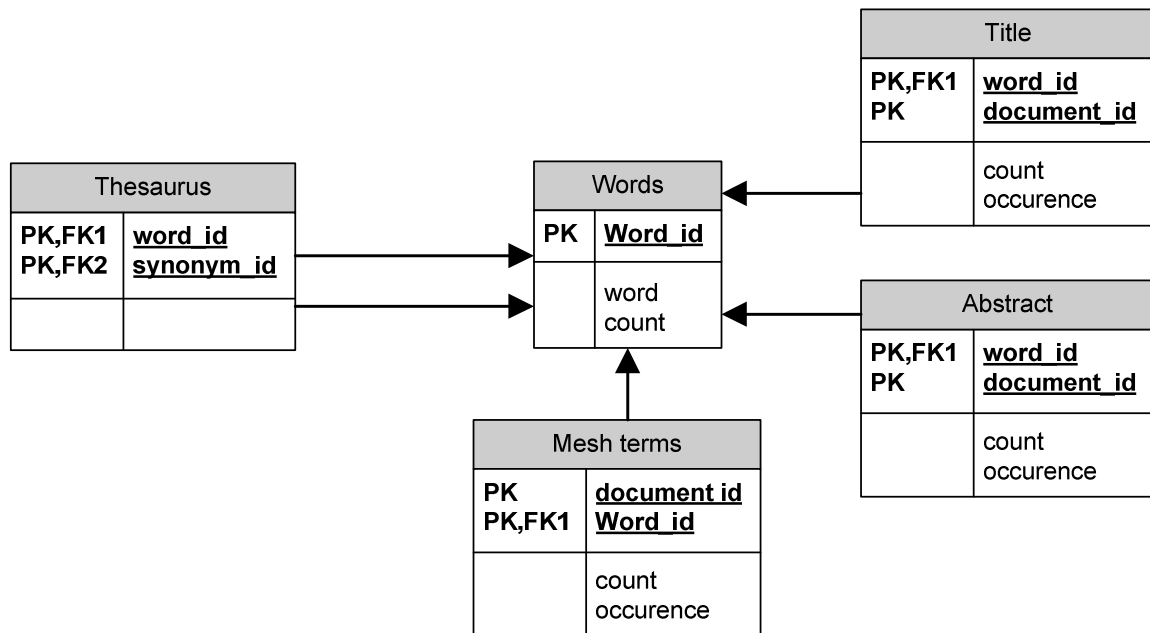 Title
PK,FK1 word_id
PK document_id
count
occurence
Thesaurus
PK,FK1 word_id
PK,FK2 synonym_id
Words
PK Word_id
word
count
Abstract
PK,FK1 word_id
PK document_id
count
occurence
Mesh terms
PK document id
PK,FK1 Word_id
count
occurence